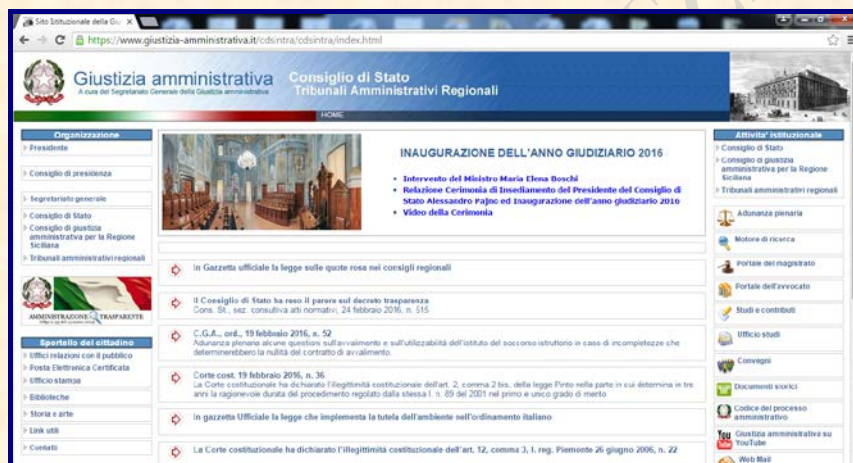 Sito Istituzionale della Giu
https://www.giustizia-amministrativa.it/cdsintra/cdsintra/index.html
Giustizia amministrativa
A cura del Segretariato Generale della Giustizia amministrativa
Consiglio di Stato
Tribunali Amministrativi Regionali
HOME
Organizzazione
Presidente
Consiglio di presidenza
Segretariato generale
Consiglio di Stato
Consiglio di giustizia
amministrativa per la Regione
Siciliana
Tribunali amministrativi regionali
AMMINISTRAZIONE TRASPARENTE
Sportello del cittadino
Uffici relazioni con il pubblico
Posta Elettronica Certificata
Ufficio stampa
Biblioteche
Storia e arte
Link utili
Contatti
INAUGURAZIONE DELL'ANNO GIUDIZIARIO 2016
Intervento del Ministro Maria Elena Boschi
Relazione Cerimonia di Insediamento del Presidente del Consiglio di
Stato Alessandro Pajno ed Inaugurazione dell'anno giudiziario 2016
Video della Cerimonia
In Gazzetta ufficiale la legge sulle quote rosa nei consigli regionali
Il Consiglio di Stato ha reso il parere sul decreto trasparenza
Cons. St., sez. consultiva atti normativi, 24 febbraio 2016, n. 515
C.G.A., ord., 19 febbraio 2016, n. 52
Adunanza plenaria alcune questioni sull'avvalimento e sull'utilizzabilità dell'istituto del soccorso istruttorio in caso di incompletezze che
determinerebbero la nullità del contratto di avvalimento.
Corte cost. 19 febbraio 2016, n. 36
La Corte costituzionale ha dichiarato l'illegittimità costituzionale dell'art. 2, comma 2 bis, della legge Pinto nella parte in cui determina in tre
anni la ragionevole durata del procedimento regolato dalla stessa l. n. 89 del 2001 nel primo e unico grado di merito
In gazzetta Ufficiale la legge che implementa la tutela dell'ambiente nell'ordinamento italiano
La Corte costituzionale ha dichiarato l'illegittimità costituzionale dell'art. 12, comma 3, l. reg. Piemonte 26 giugno 2006, n. 22
Attivita' istituzionale
Consiglio di Stato
Consiglio di giustizia
amministrativa per la Regione
Siciliana
Tribunali amministrativi regionali
Adunanza plenaria
Motore di ricerca
Portale del magistrato
Portale dell'avvocato
Studi e contributi
Ufficio studi
Convegni
Documenti storici
Codice del processo
amministrativo
You Tube
Giustizia amministrativa su
YouTube
Web Mail